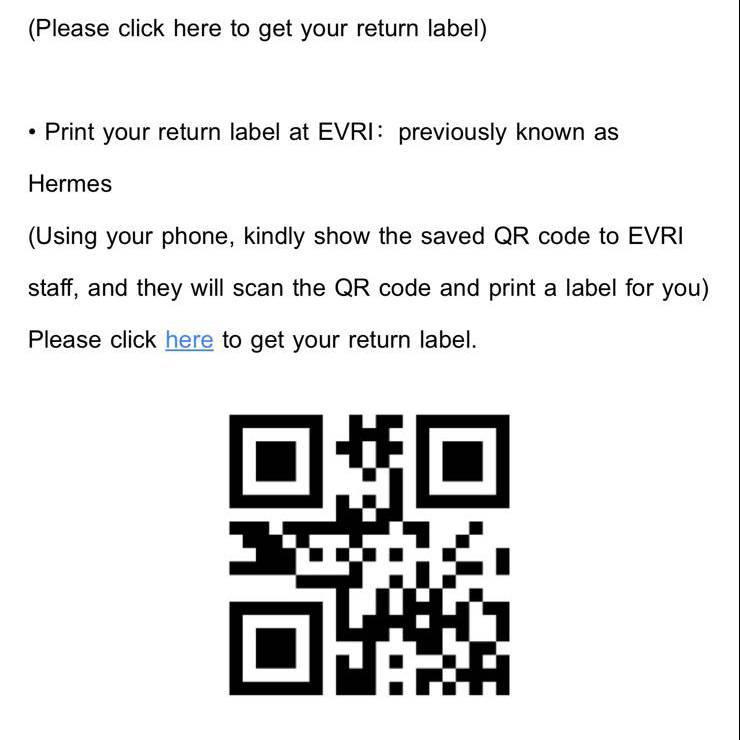 (Please click here to get your return label)
• Print your return label at EVRI：previously known as
Hermes
(Using your phone, kindly show the saved QR code to EVRI
staff, and they will scan the QR code and print a label for you)
Please click here to get your return label.